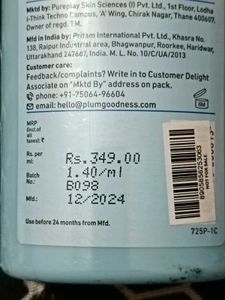 Mktd by: Pureplay Skin Sciences (I) Pvt. Ltd., 1st Floor, Lodha
i-Think Techno Campus, 'A' Wing, Chirak Nagar, Thane 400607.
Owner of regd. TM.
Mfd in India by: Pritam International Pvt. Ltd., Khasra No.
138, Raipur Industrial area, Bhagwanpur, Roorkee, Haridwar,
Uttarakhand 247667, INDIA. M. L. No. 10/C/UA/2013
Customer care:
Feedback/complaints? Write in to Customer Delight
Associate on "Mktd By" address on pack.
phone: +91-75064-96604
email: hello@plumgoodness.com
6M
MRP
(incl.of
all
taxes): ₹
Rs. per
ml:
Batch
No.:
Mfd.:
Rs.349.00
1.40/ml
B098
12/2024
Use before 24 months from Mfd.
8905856253063
NOT FOR SALE
725P-1C